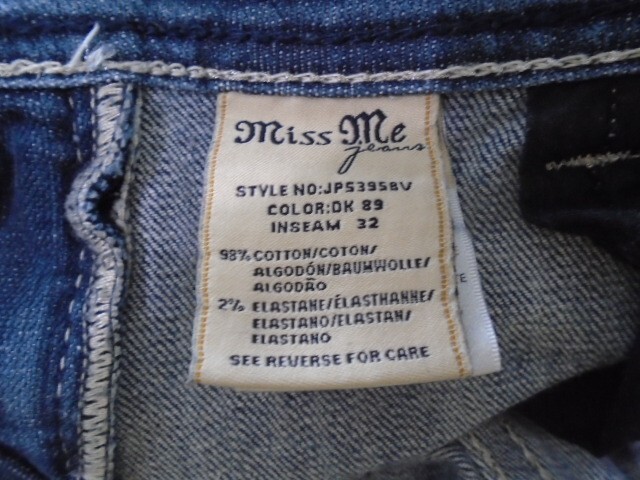 Miss Me
jeans
STYLE NO:JP5395BV
COLOR:DK 89
INSEAM 32
98% COTTON/COTON/
ALGODÓN/BAUMWOLLE/
ALGODÃO
2% ELASTANE/ÉLASTHANNE/
ELASTANO/ELASTAN/
ELASTANO
SEE REVERSE FOR CARE
E